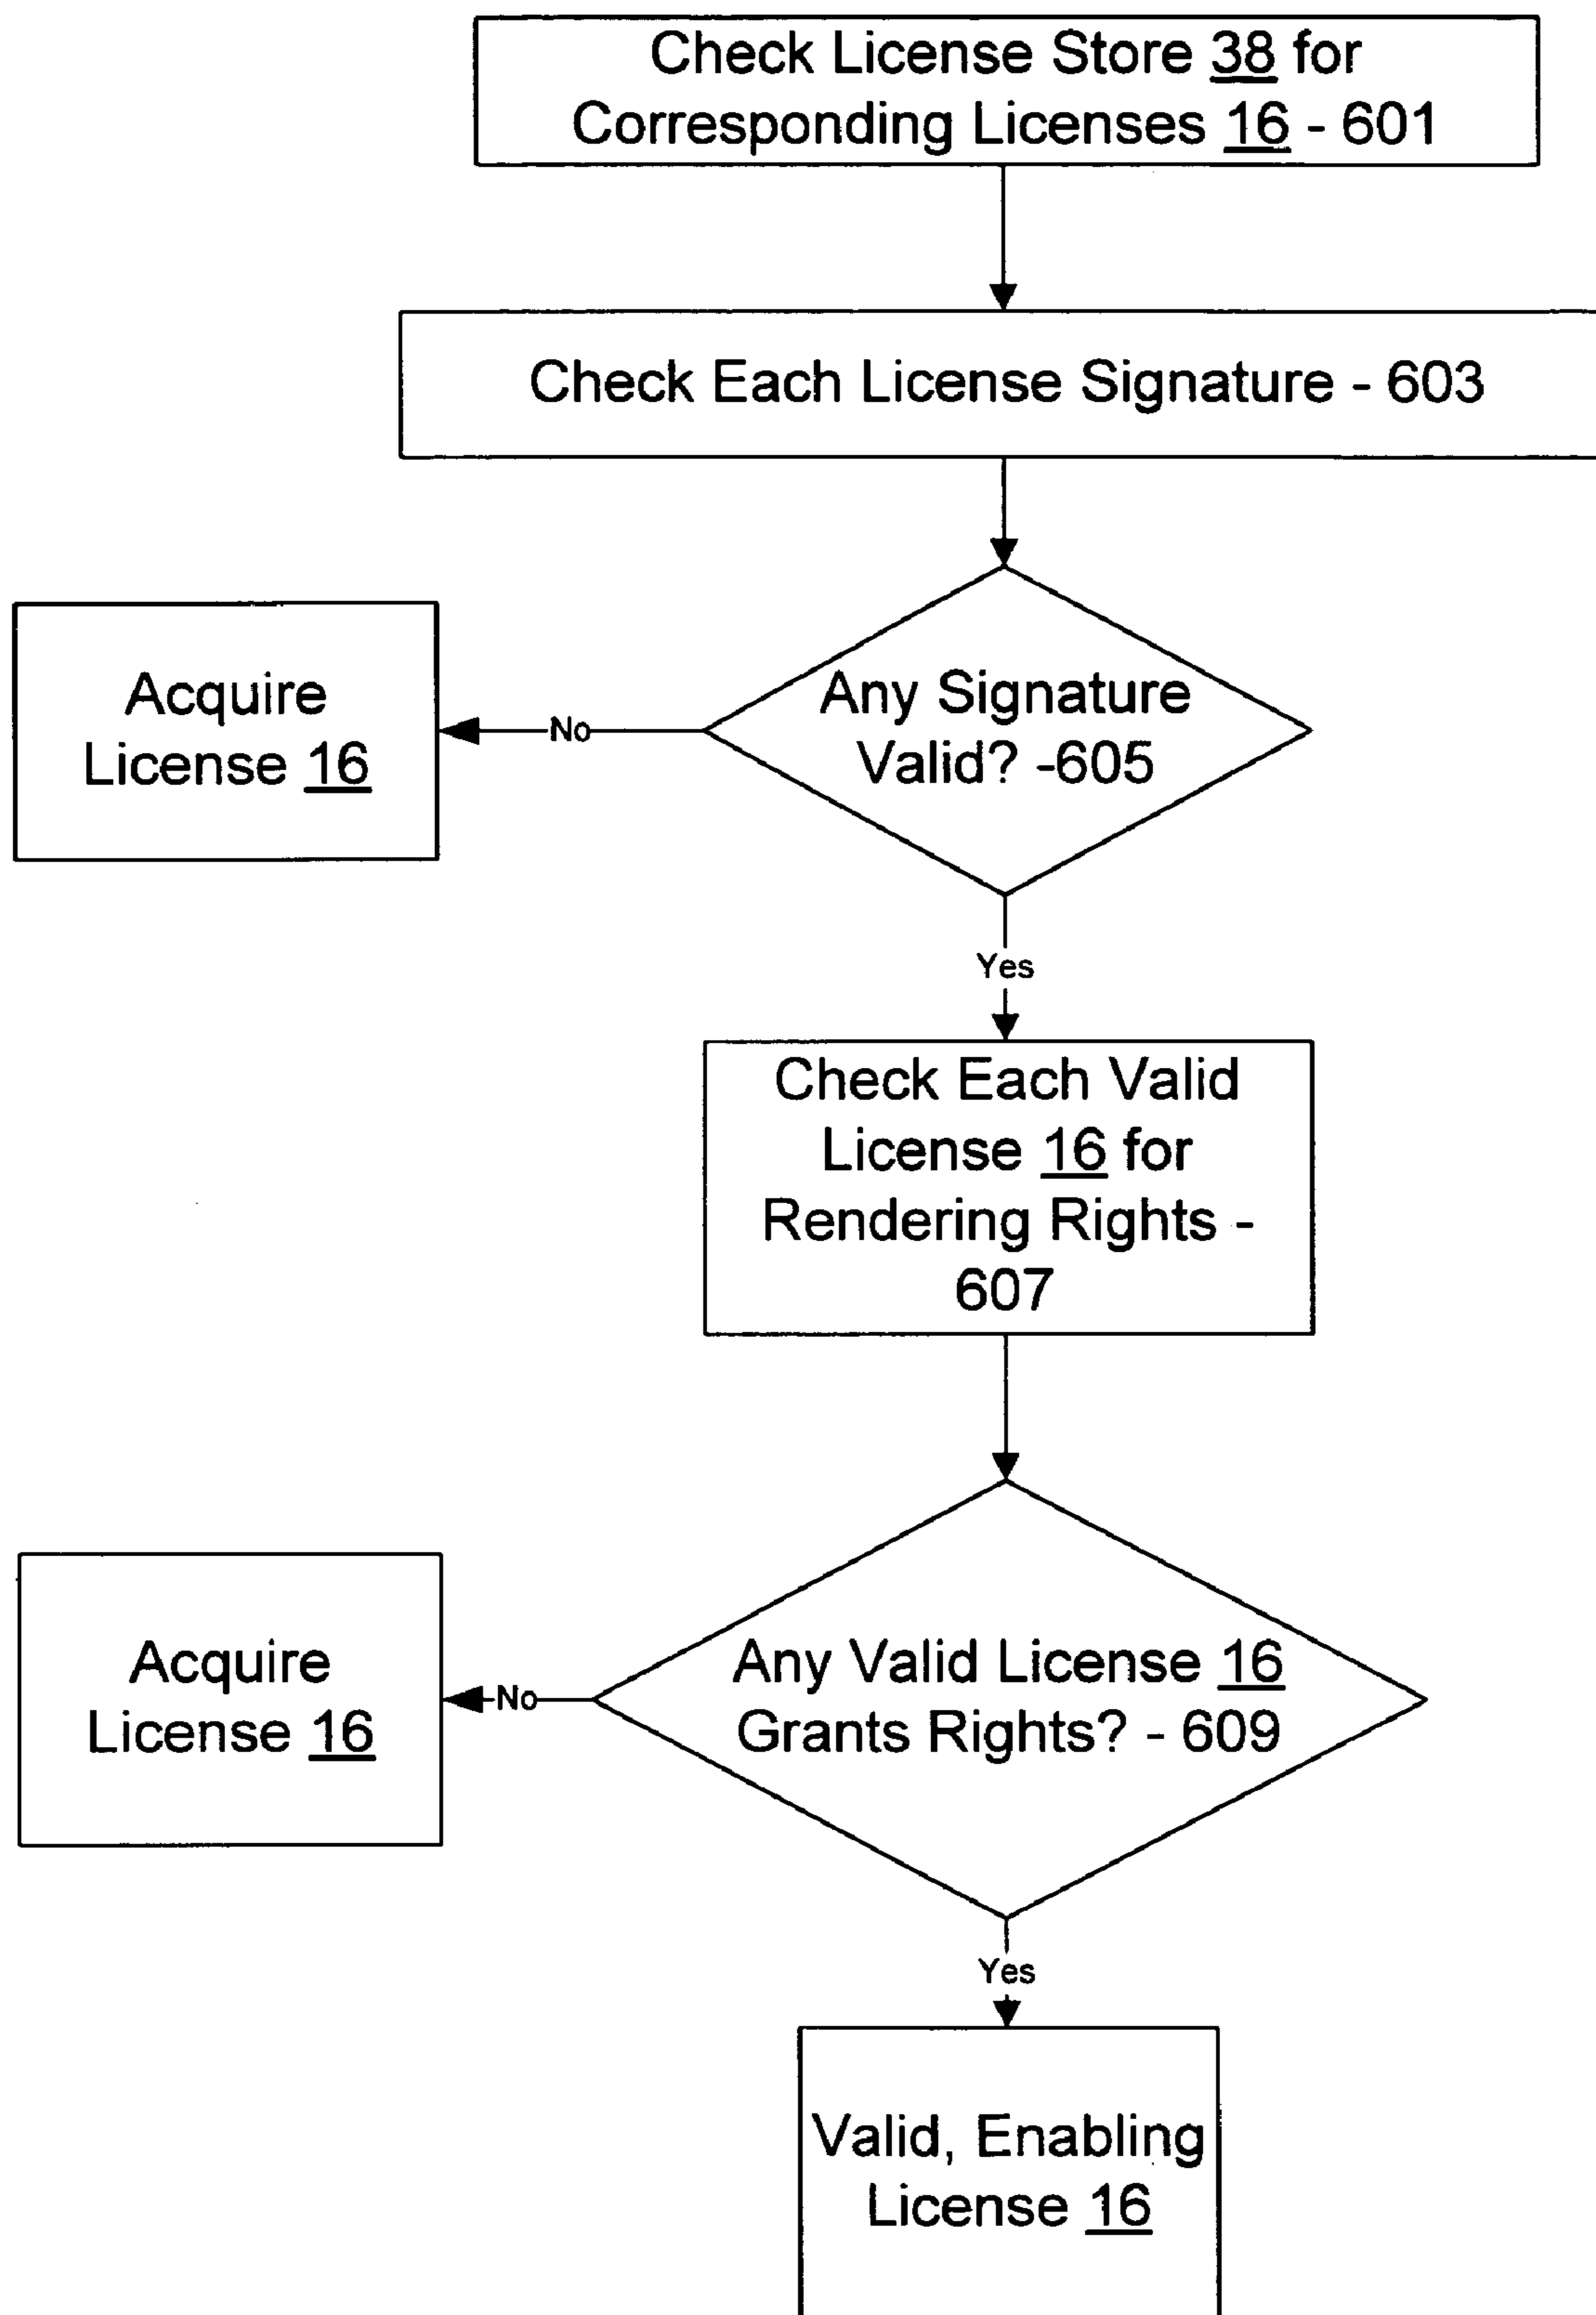 Check License Store 38 for
Corresponding Licenses 16 - 601
Check Each License Signature - 603
Any Signature
Valid? -605
No
Acquire
License 16
Yes
Check Each Valid
License 16 for
Rendering Rights -
607
Any Valid License 16
Grants Rights? - 609
No
Acquire
License 16
Yes
Valid, Enabling
License 16